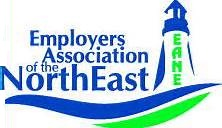 Employers
Association
of the NorthEast
EANE